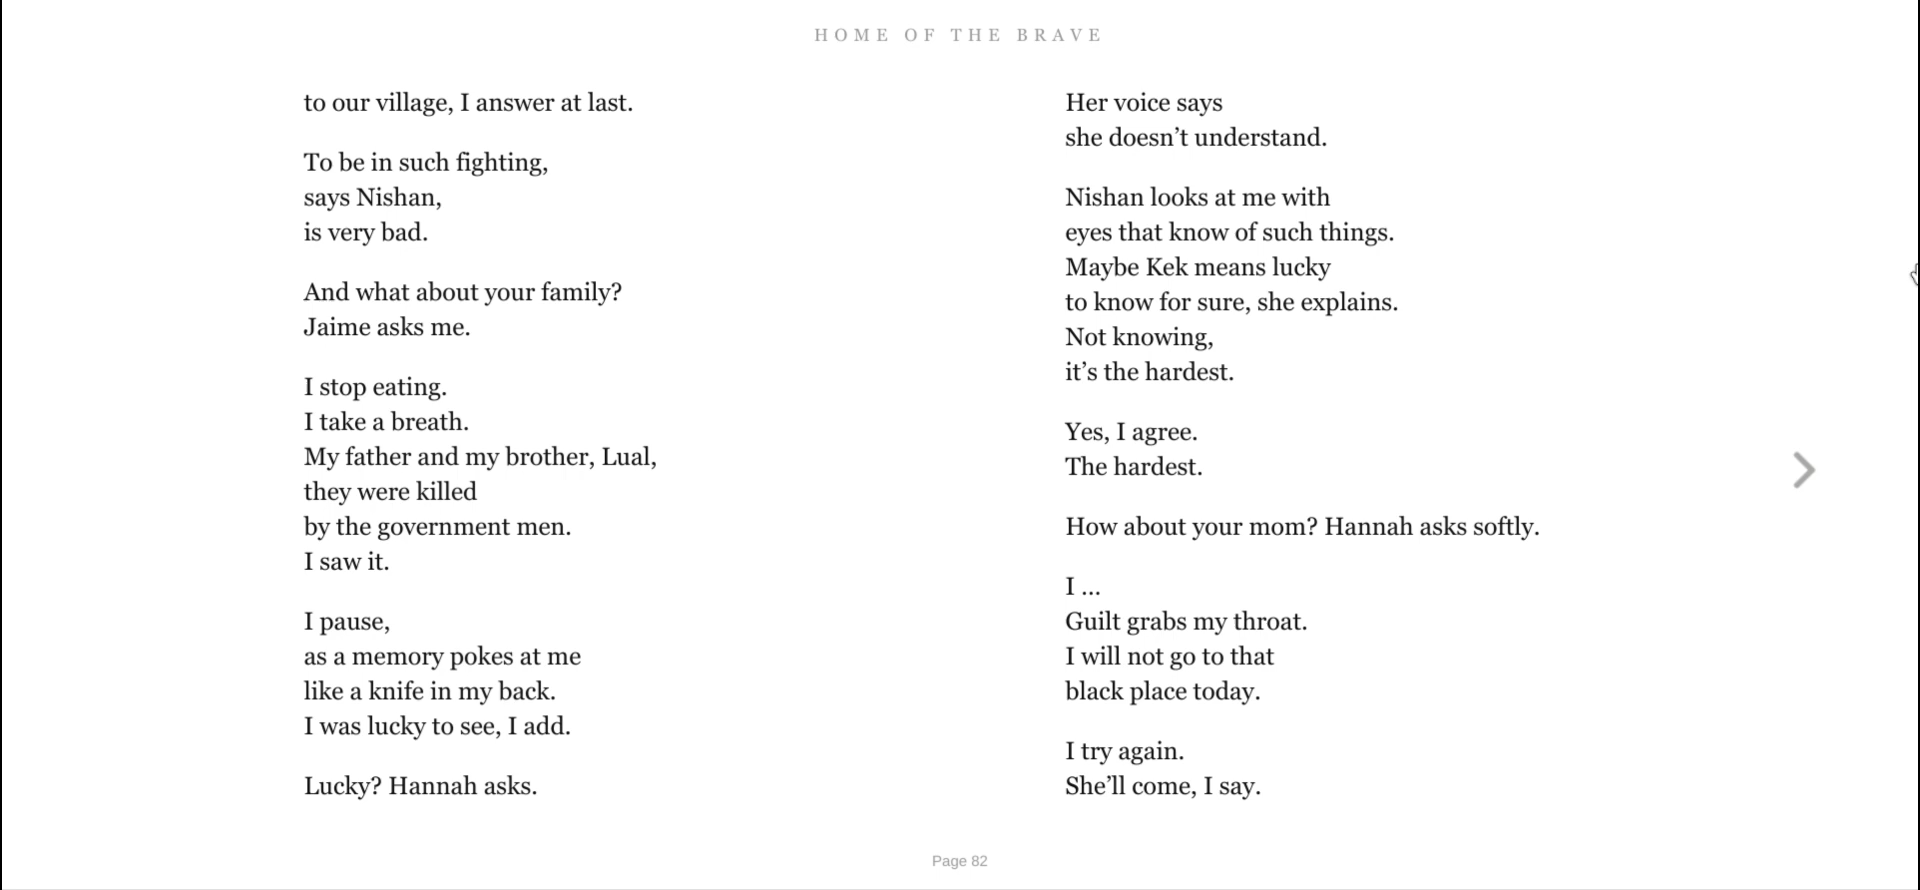 HOME OF THE BRAVE
to our village, I answer at last.
To be in such fighting,
says Nishan,
is very bad.
And what about your family?
Jaime asks me.
I stop eating.
I take a breath.
My father and my brother, Lual,
they were killed
by the government men.
I saw it.
I pause,
as a memory pokes at me
like a knife in my back.
I was lucky to see, I add.
Lucky? Hannah asks.
Her voice says
she doesn’t understand.
Nishan looks at me with
eyes that know of such things.
Maybe Kek means lucky
to know for sure, she explains.
Not knowing,
it’s the hardest.
Yes, I agree.
The hardest.
How about your mom? Hannah asks softly.
I ...
Guilt grabs my throat.
I will not go to that
black place today.
I try again.
She’ll come, I say.
Page 82